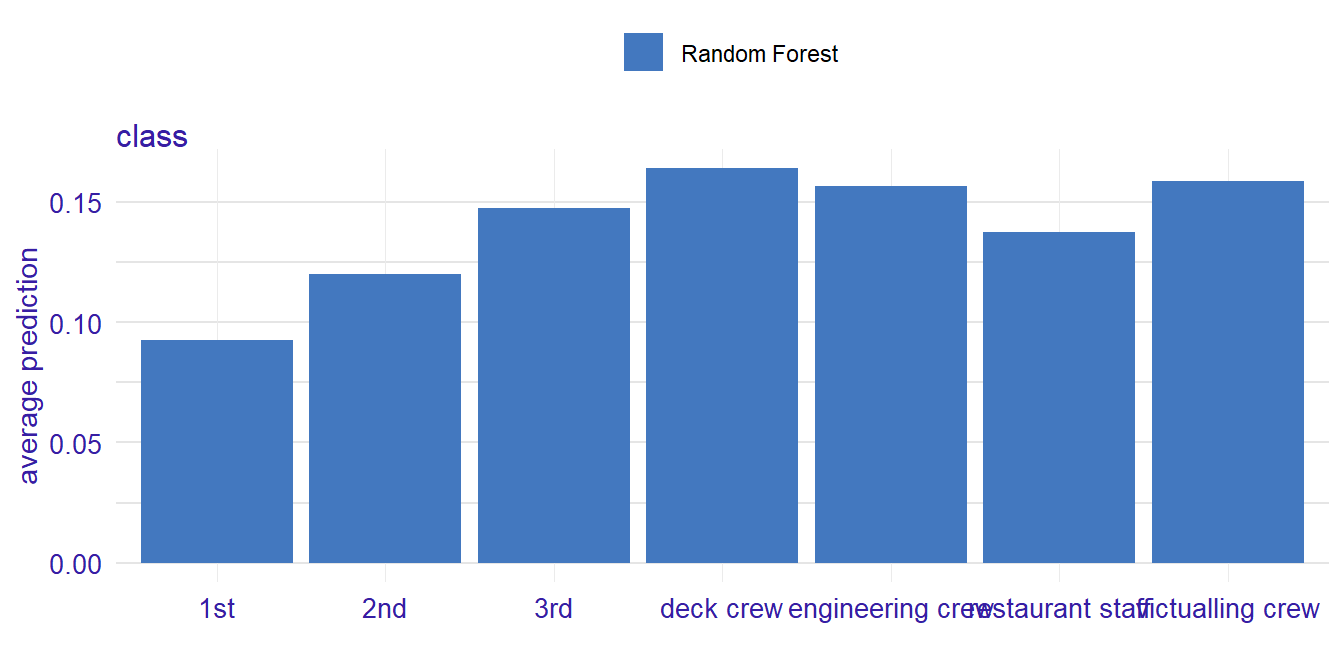 Random Forest
class
average prediction
0.15
0.10
0.05
0.00
1st 2nd 3rd deck crew engineering crew restaurant staff victualling crew